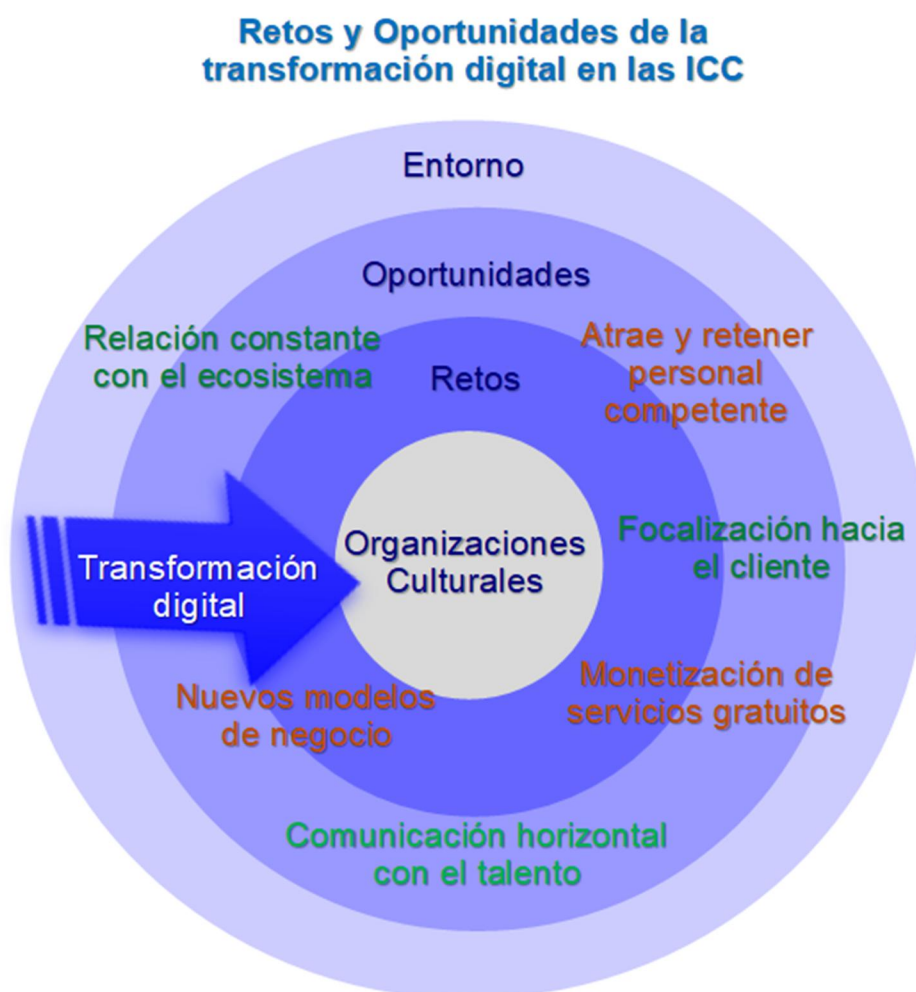 Retos y Oportunidades de la
transformación digital en las ICC
Entorno
Oportunidades
Relación constante
con el ecosistema
Atrae y retener
personal
competente
Retos
Organizaciones
Culturales
Focalización hacia
el cliente
Transformación
digital
Nuevos modelos
de negocio
Monetización de
servicios gratuitos
Comunicación horizontal
con el talento